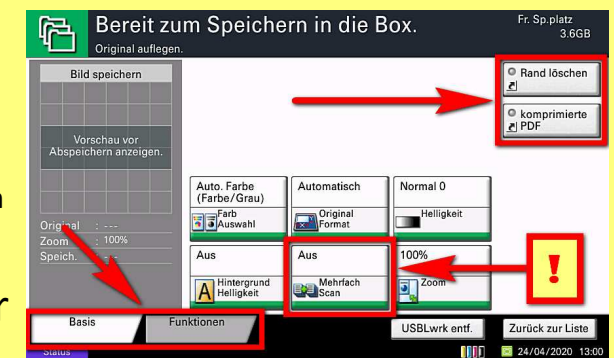 Bereit zum Speichern in die Box.
Original auflegen.
Fr. Sp.platz
3.6GB
Bild speichern
Vorschau vor
Abspeichern anzeigen.
Original : ---
Zoom : 100%
Speich. : ---
Rand löschen
komprimierte
PDF
Auto. Farbe
(Farbe/Grau)
Farb
Auswahl
Automatisch
Original
Format
Normal 0
Helligkeit
Aus
Hintergrund
Helligkeit
Aus
Mehrfach
Scan
100%
Zoom
!
Basis
Funktionen
USBLwrk entf.
Zurück zur Liste
Status
24/04/2020 13:00